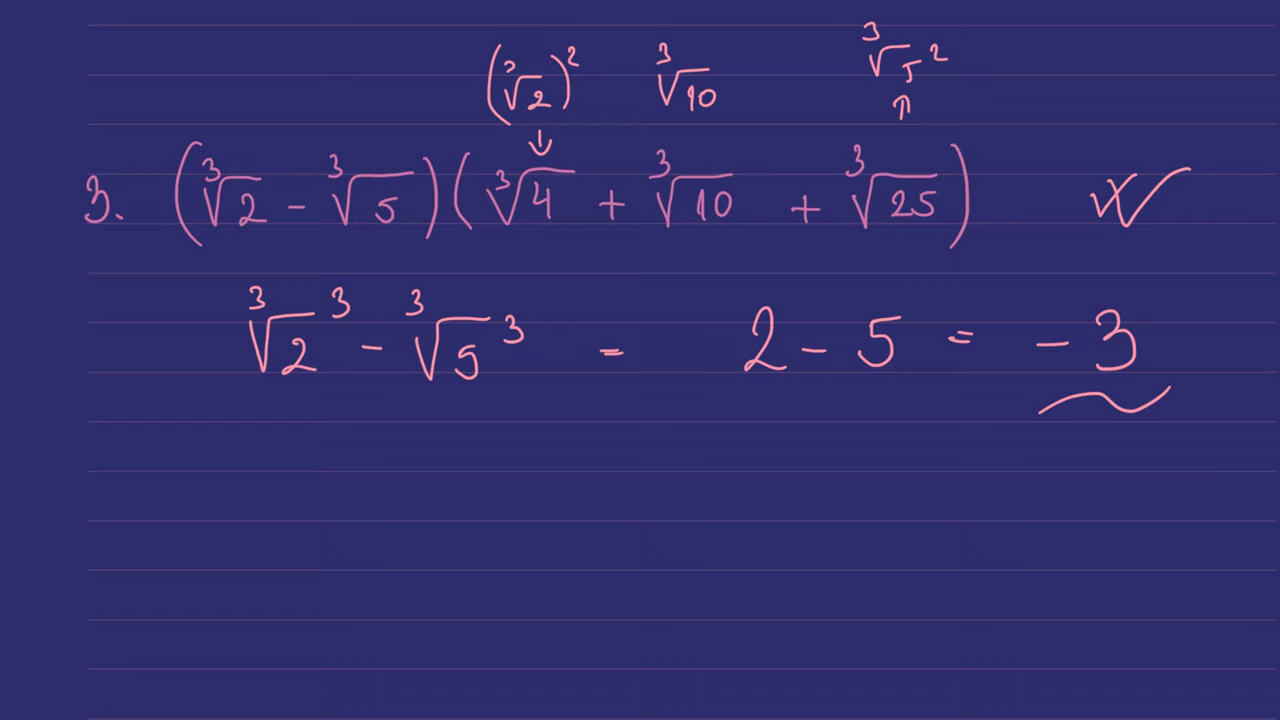 (∛2)² ∛10 ∛5²
↓ ↑
3. (∛2 - ∛5)(∛4 + ∛10 + ∛25)
∛2³ - ∛5³ = 2 - 5 = -3